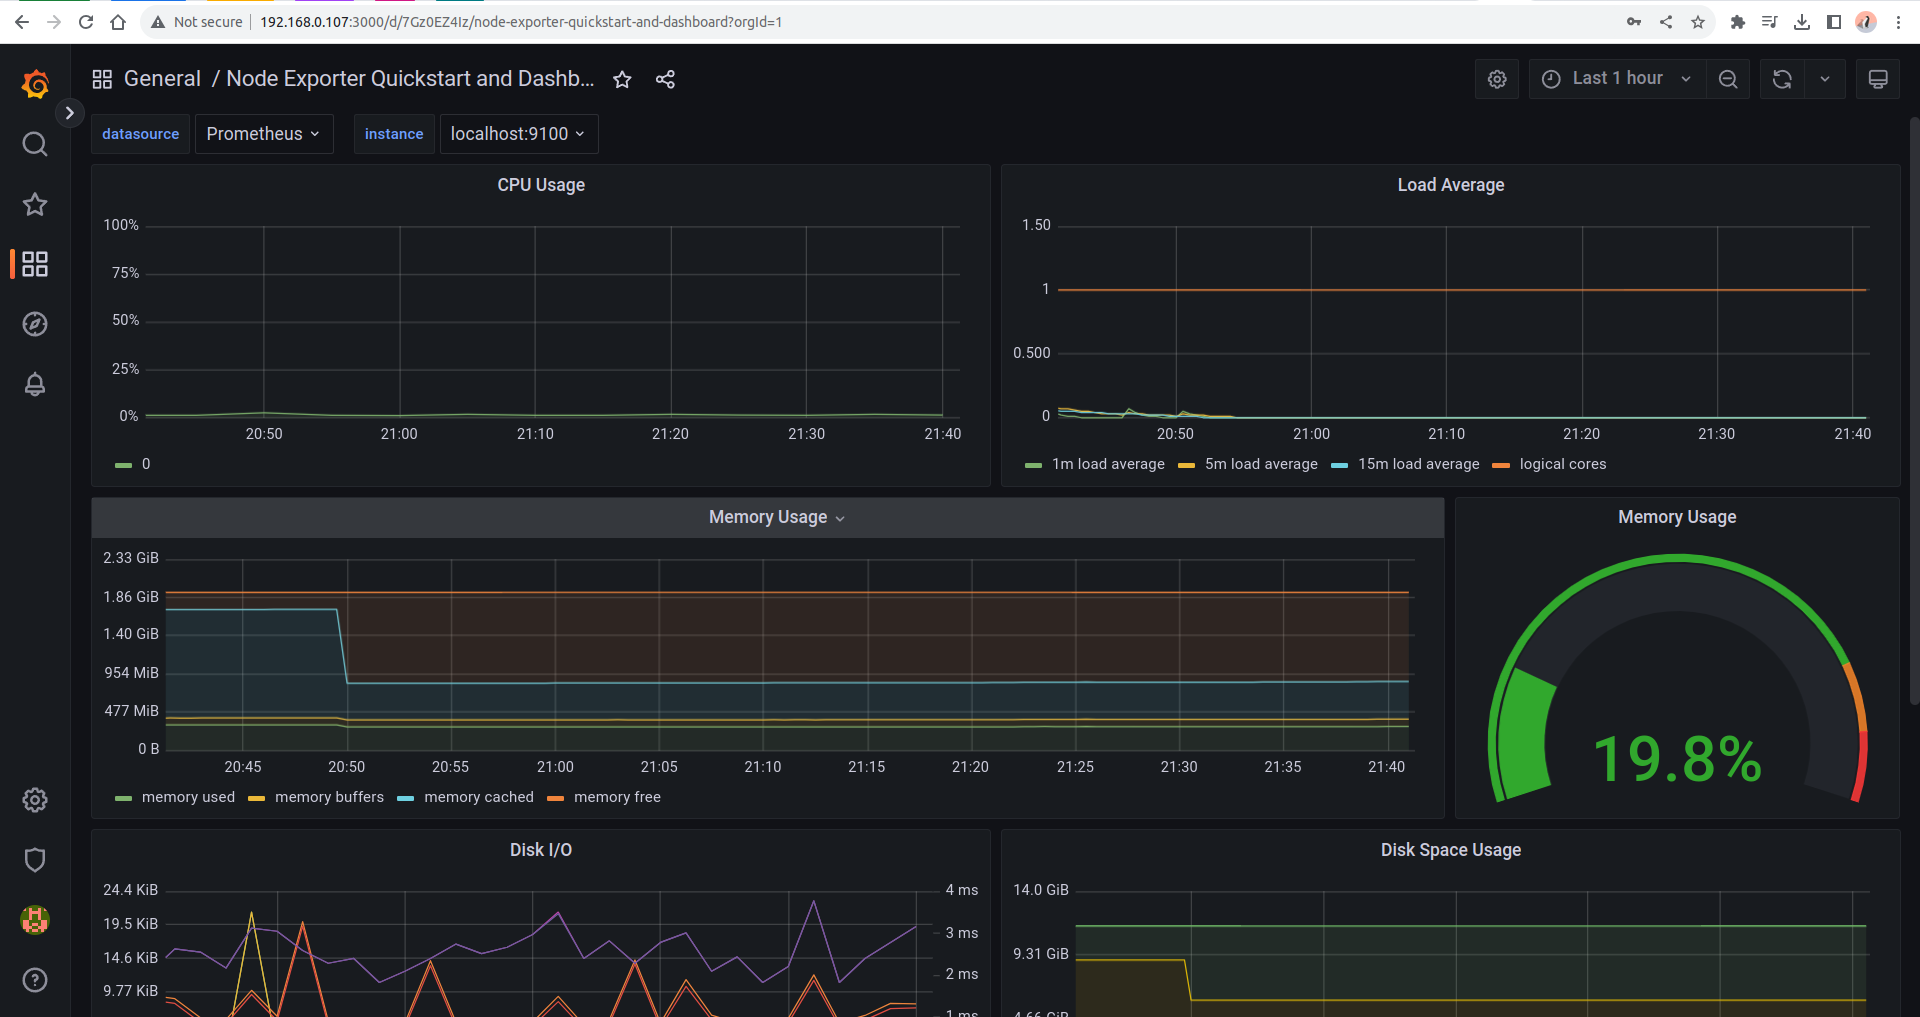 Not secure 192.168.0.107:3000/d/7Gz0EZ4Iz/node-exporter-quickstart-and-dashboard?orgId=1
General / Node Exporter Quickstart and Dashb... Last 1 hour
datasource Prometheus instance localhost:9100
CPU Usage
100%
75%
50%
25%
0%
20:50 21:00 21:10 21:20 21:30 21:40
0
Load Average
1.50
1
0.500
0
20:50 21:00 21:10 21:20 21:30 21:40
1m load average 5m load average 15m load average logical cores
Memory Usage
2.33 GiB
1.86 GiB
1.40 GiB
954 MiB
477 MiB
0 B
20:45 20:50 20:55 21:00 21:05 21:10 21:15 21:20 21:25 21:30 21:35 21:40
memory used memory buffers memory cached memory free
Memory Usage
19.8%
Disk I/O
24.4 KiB 4 ms
19.5 KiB 3 ms
14.6 KiB 2 ms
9.77 KiB 1 ms
Disk Space Usage
14.0 GiB
9.31 GiB
4.66 GiB